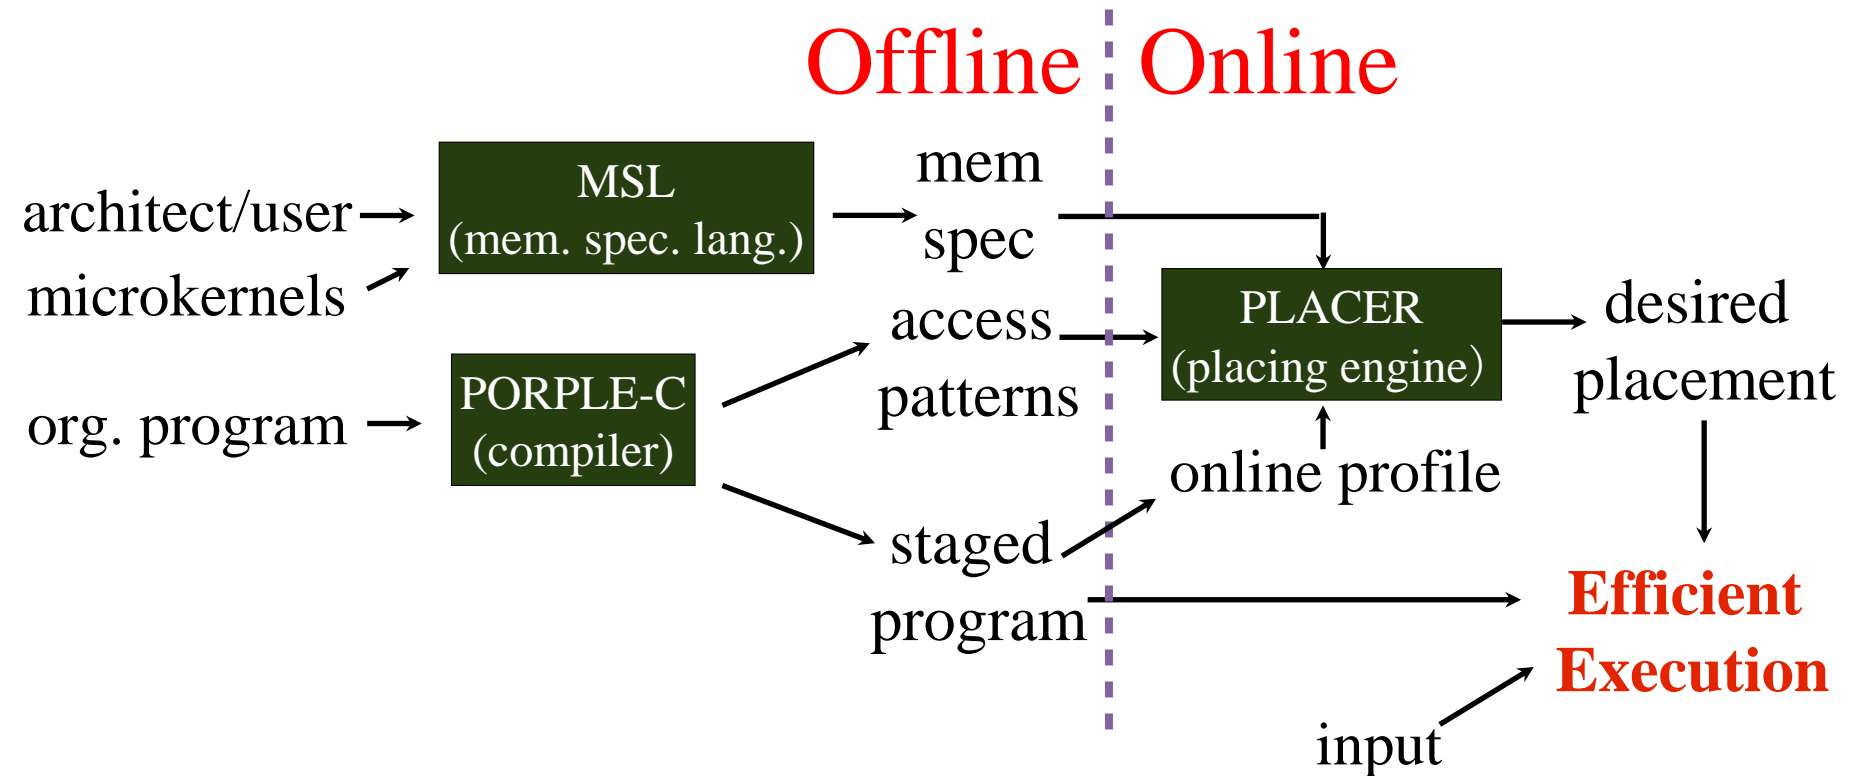 Offline
Online
architect/user
microkernels
MSL
(mem. spec. lang.)
mem
spec
org. program
PORPLE-C
(compiler)
access
patterns
staged
program
PLACER
(placing engine）
online profile
desired
placement
Efficient
Execution
input